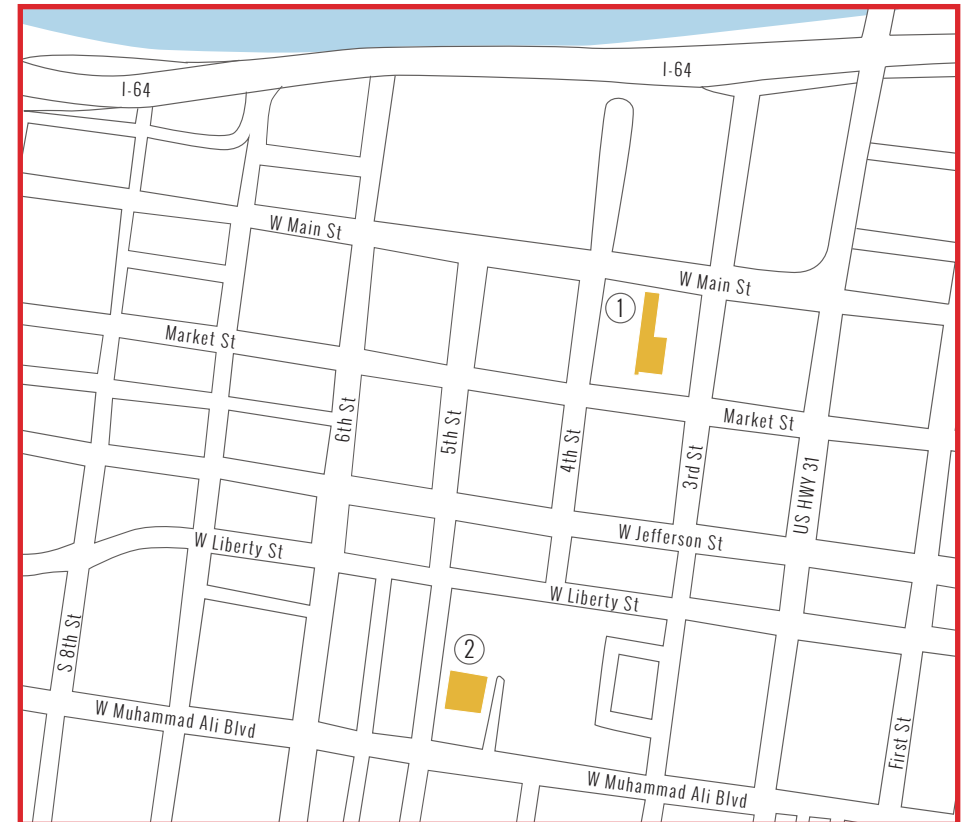 I-64
I-64
W Main St
W Main St
1
Market St
6th St
5th St
4th St
3rd St
Market St
US HWY 31
W Jefferson St
W Liberty St
W Liberty St
S 8th St
2
W Muhammad Ali Blvd
First St
W Muhammad Ali Blvd